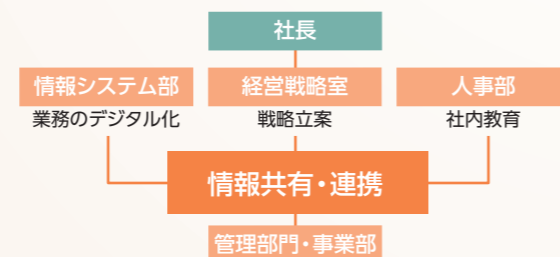 社長
情報システム部
経営戦略室
人事部
業務のデジタル化
戦略立案
社内教育
情報共有・連携
管理部門・事業部